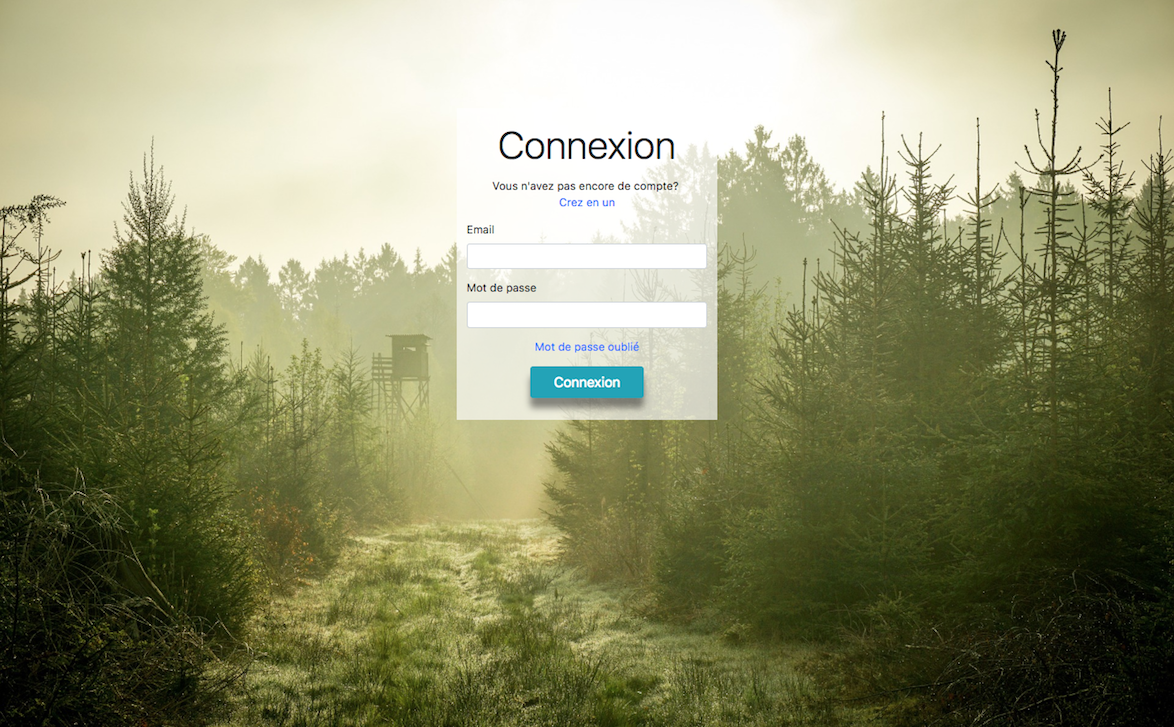 Connexion
Vous n'avez pas encore de compte?
Crez en un
Email
Mot de passe
Mot de passe oublié
Connexion